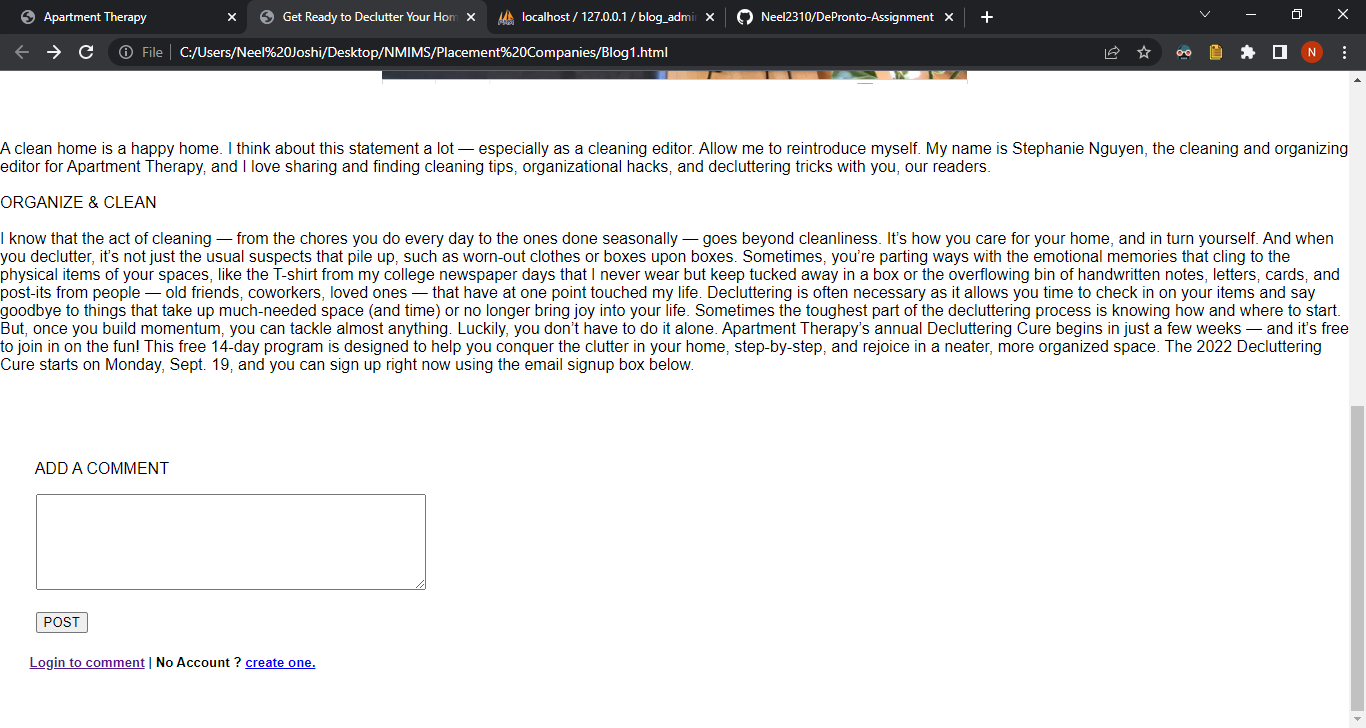 Apartment Therapy
Get Ready to Declutter Your Hom
localhost / 127.0.0.1 / blog_admi
Neel2310/DePronto-Assignment
File
C:/Users/Neel%20Joshi/Desktop/NMIMS/Placement%20Companies/Blog1.html
N
A clean home is a happy home. I think about this statement a lot — especially as a cleaning editor. Allow me to reintroduce myself. My name is Stephanie Nguyen, the cleaning and organizing
editor for Apartment Therapy, and I love sharing and finding cleaning tips, organizational hacks, and decluttering tricks with you, our readers.
ORGANIZE & CLEAN
I know that the act of cleaning — from the chores you do every day to the ones done seasonally — goes beyond cleanliness. It’s how you care for your home, and in turn yourself. And when
you declutter, it’s not just the usual suspects that pile up, such as worn-out clothes or boxes upon boxes. Sometimes, you’re parting ways with the emotional memories that cling to the
physical items of your spaces, like the T-shirt from my college newspaper days that I never wear but keep tucked away in a box or the overflowing bin of handwritten notes, letters, cards, and
post-its from people — old friends, coworkers, loved ones — that have at one point touched my life. Decluttering is often necessary as it allows you time to check in on your items and say
goodbye to things that take up much-needed space (and time) or no longer bring joy into your life. Sometimes the toughest part of the decluttering process is knowing how and where to start.
But, once you build momentum, you can tackle almost anything. Luckily, you don’t have to do it alone. Apartment Therapy’s annual Decluttering Cure begins in just a few weeks — and it’s free
to join in on the fun! This free 14-day program is designed to help you conquer the clutter in your home, step-by-step, and rejoice in a neater, more organized space. The 2022 Decluttering
Cure starts on Monday, Sept. 19, and you can sign up right now using the email signup box below.
ADD A COMMENT
POST
Login to comment | No Account ? create one.